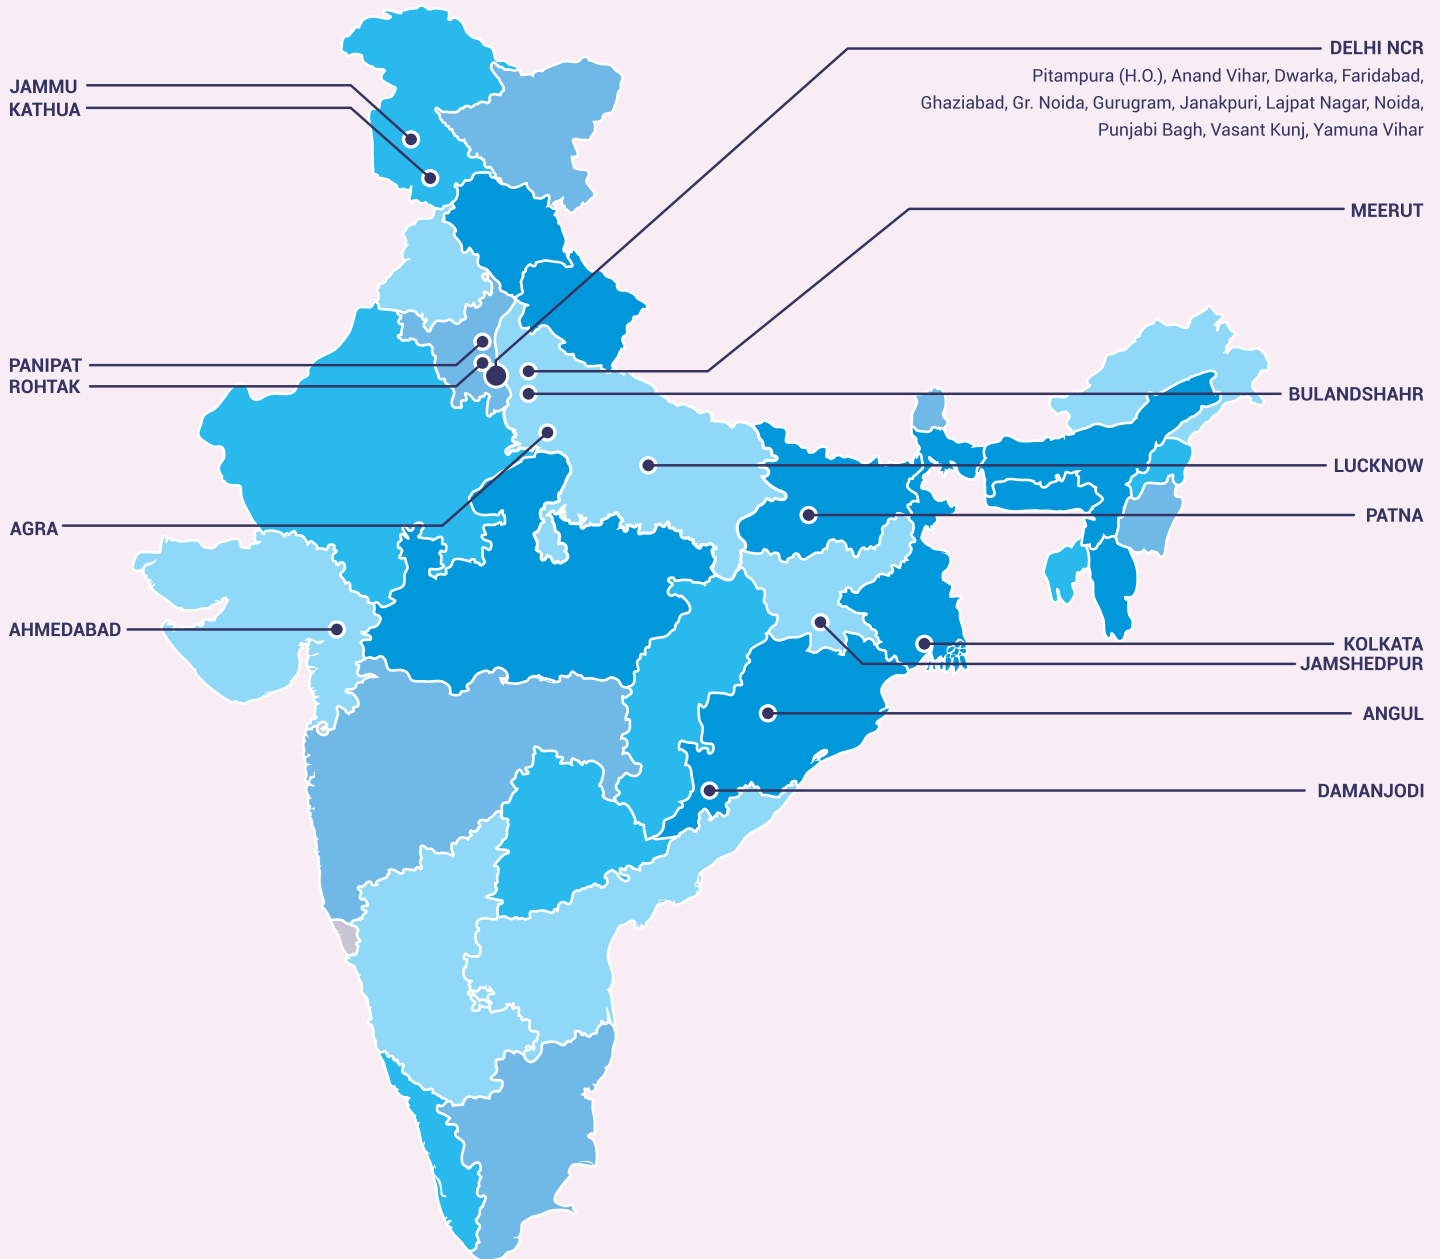 DELHI NCR
Pitampura (H.O.), Anand Vihar, Dwarka, Faridabad,
Ghaziabad, Gr. Noida, Gurugram, Janakpuri, Lajpat Nagar, Noida,
Punjabi Bagh, Vasant Kunj, Yamuna Vihar
JAMMU
KATHUA
MEERUT
PANIPAT
ROHTAK
BULANDSHAHR
LUCKNOW
PATNA
AGRA
AHMEDABAD
KOLKATA
JAMSHEDPUR
ANGUL
DAMANJODI